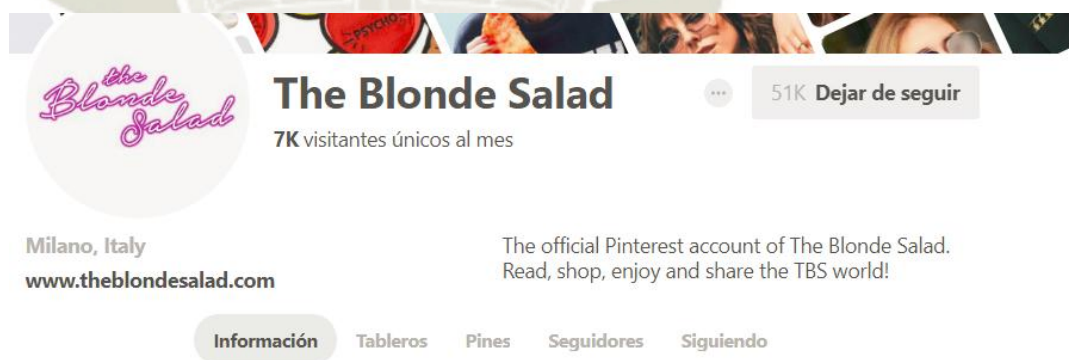 PSYCHO
the
Blonde
Salad
The Blonde Salad
... 51K Dejar de seguir
7K visitantes únicos al mes
Milano, Italy
www.theblondesalad.com
The official Pinterest account of The Blonde Salad.
Read, shop, enjoy and share the TBS world!
Información Tableros Pines Seguidores Siguiendo